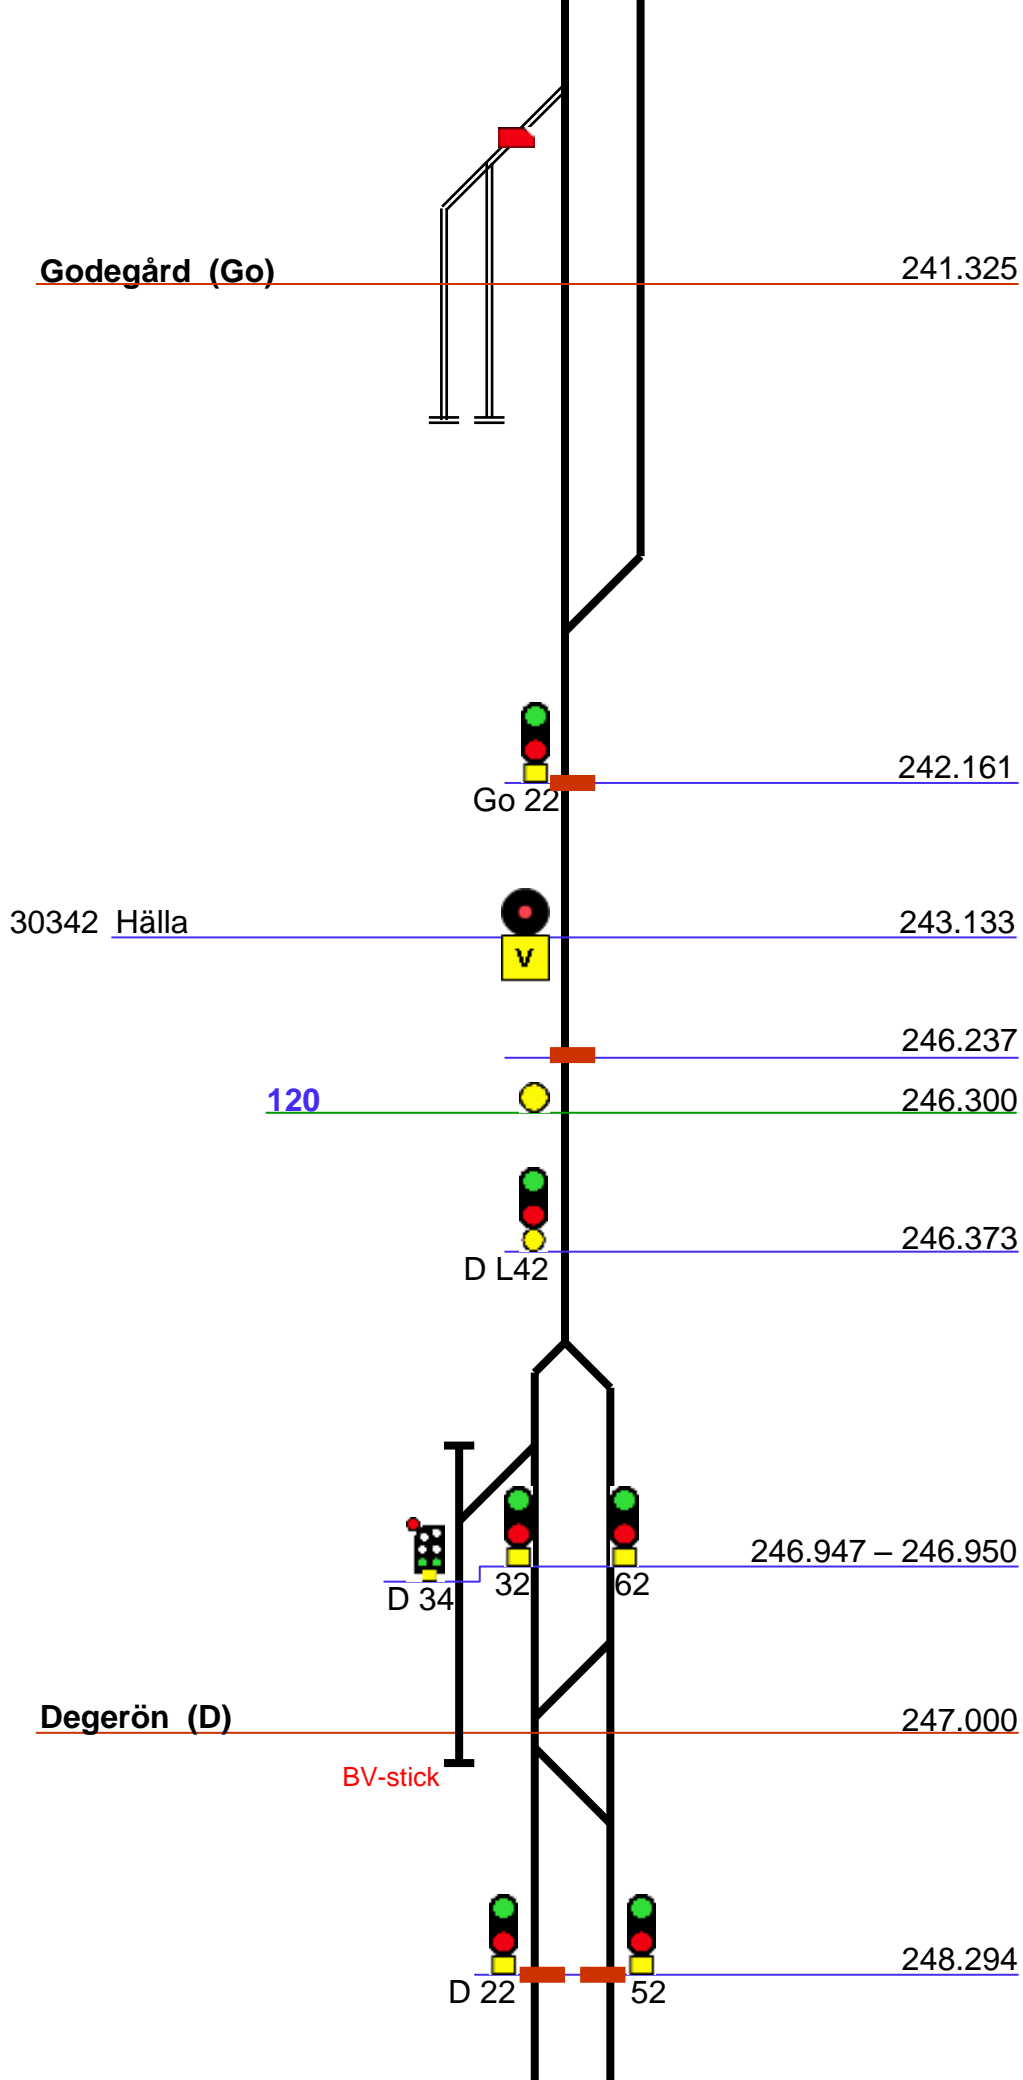 Godegård (Go) 241.325
242.161
Go 22
30342 Hälla 243.133
V
246.237
120 246.300
246.373
D L42
246.947 – 246.950
32 62
D 34
Degerön (D) 247.000
BV-stick
248.294
D 22 52